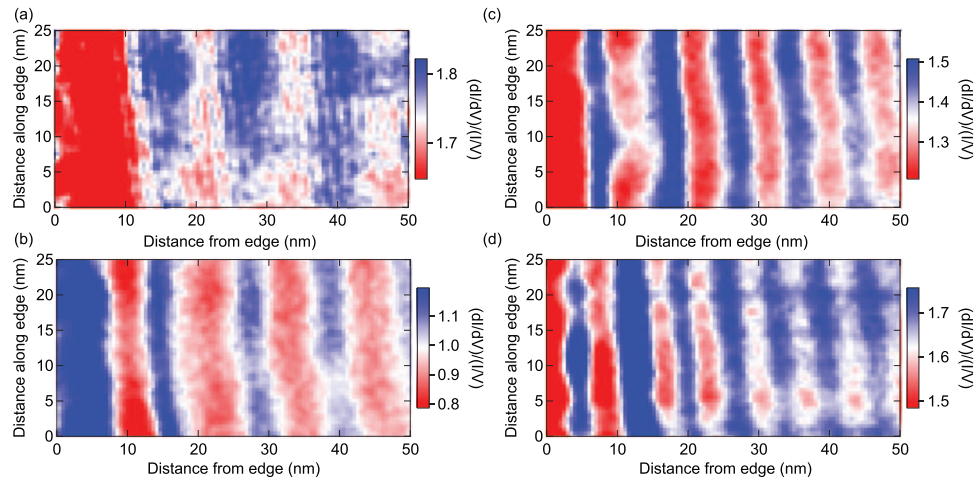 (a)
Distance along edge (nm)
25
20
15
10
5
0
0 10 20 30 40 50
Distance from edge (nm)
1.8
1.7
(dI/dV)/(I/V)
(c)
Distance along edge (nm)
25
20
15
10
5
0
0 10 20 30 40 50
Distance from edge (nm)
1.5
1.4
1.3
(dI/dV)/(I/V)
(b)
Distance along edge (nm)
25
20
15
10
5
0
0 10 20 30 40 50
Distance from edge (nm)
1.1
1.0
0.9
0.8
(dI/dV)/(I/V)
(d)
Distance along edge (nm)
25
20
15
10
5
0
0 10 20 30 40 50
Distance from edge (nm)
1.7
1.6
1.5
(dI/dV)/(I/V)